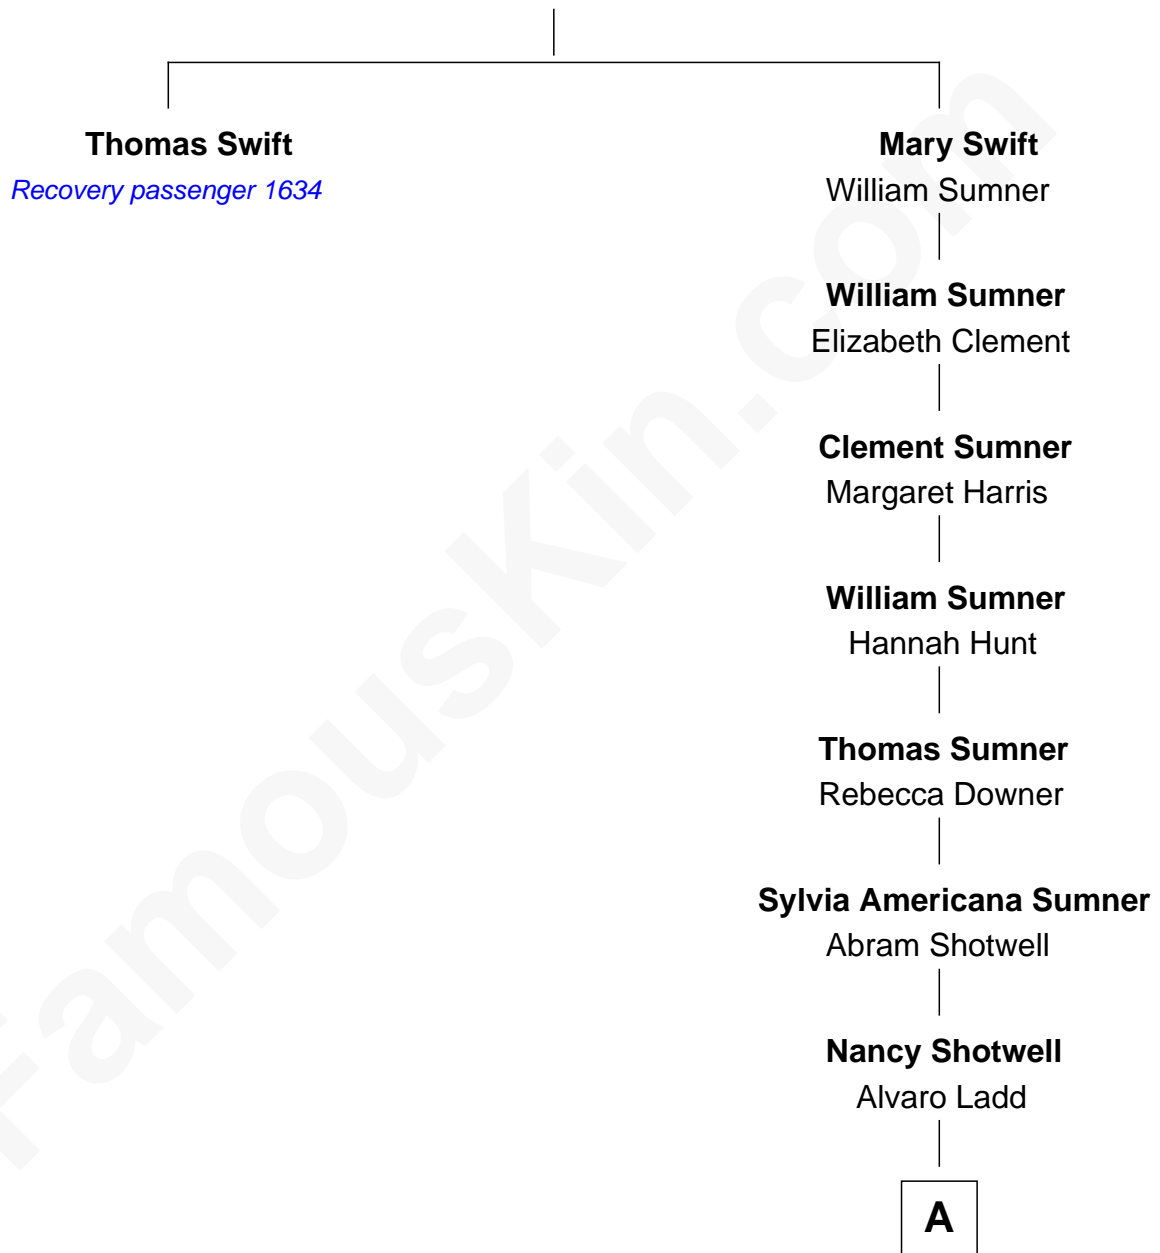 Thomas Swift
Recovery passenger 1634
Mary Swift
William Sumner
William Sumner
Elizabeth Clement
Clement Sumner
Margaret Harris
William Sumner
Hannah Hunt
Thomas Sumner
Rebecca Downer
Sylvia Americana Sumner
Abram Shotwell
Nancy Shotwell
Alvaro Ladd
A
FamousKin.com